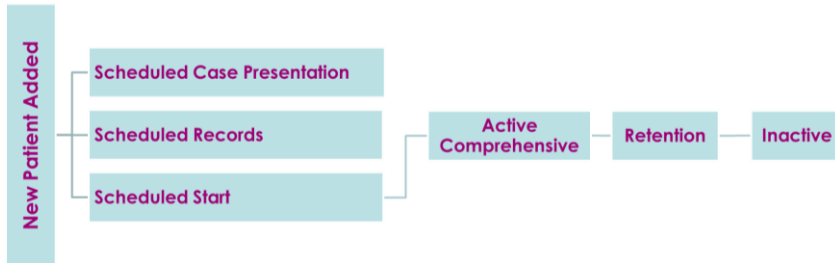 New Patient Added
Scheduled Case Presentation
Scheduled Records
Scheduled Start
Active
Comprehensive
Retention
Inactive